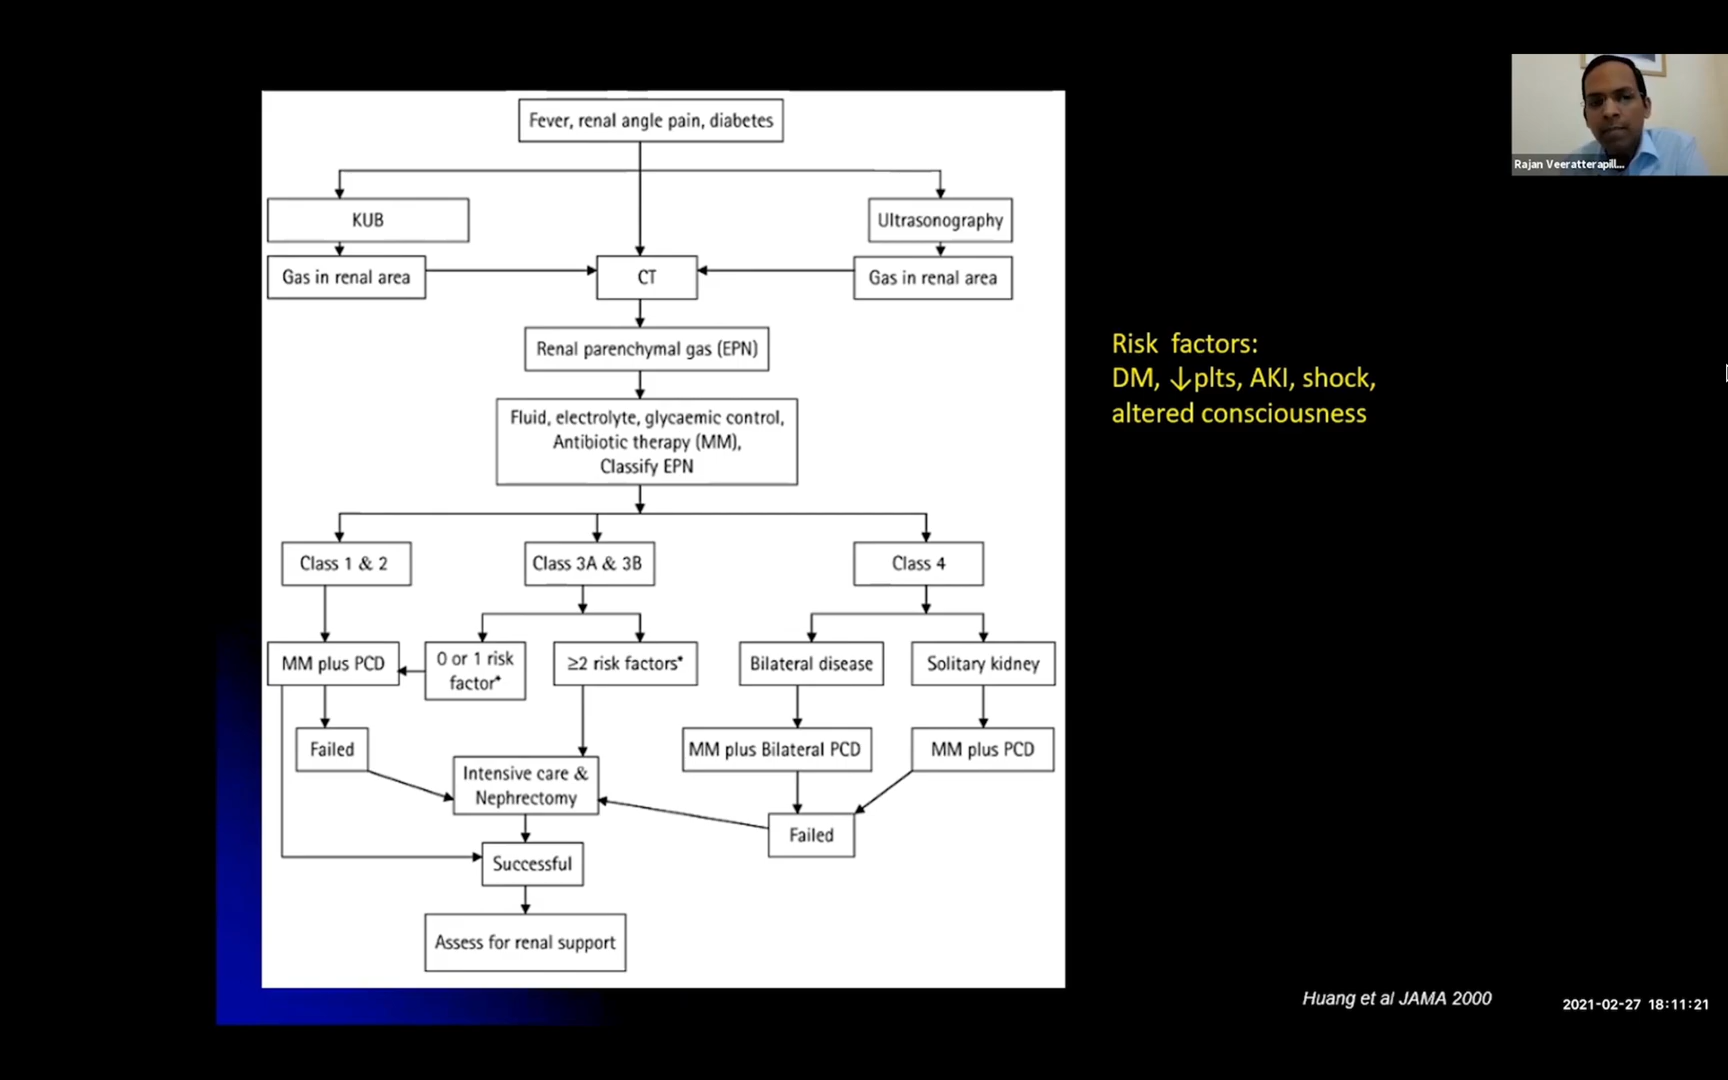 Fever, renal angle pain, diabetes
KUB
Ultrasonography
Gas in renal area
CT
Gas in renal area
Renal parenchymal gas (EPN)
Fluid, electrolyte, glycaemic control,
Antibiotic therapy (MM),
Classify EPN
Class 1 & 2
Class 3A & 3B
Class 4
MM plus PCD
0 or 1 risk
factor*
≥2 risk factors*
Bilateral disease
Solitary kidney
Failed
Intensive care &
Nephrectomy
MM plus Bilateral PCD
MM plus PCD
Failed
Successful
Assess for renal support
Risk factors:
DM, ↓plts, AKI, shock,
altered consciousness
Rajan Veeratterapill...
Huang et al JAMA 2000
2021-02-27 18:11:21